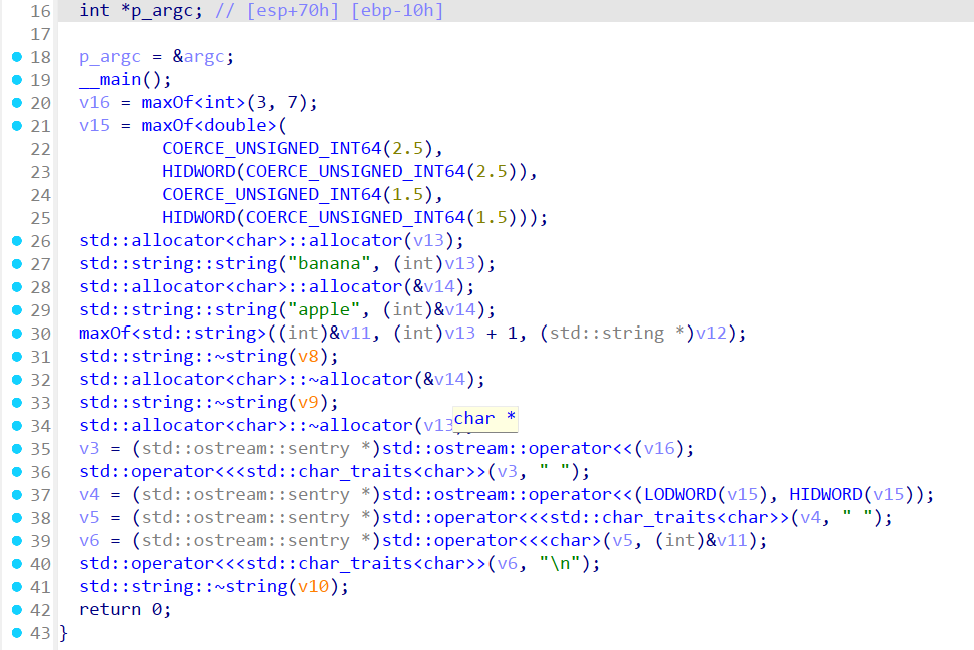 16 int *p_argc; // [esp+70h] [ebp-10h]
17
18 p_argc = &argc;
19 __main();
20 v16 = maxOf<int>(3, 7);
21 v15 = maxOf<double>(
22 COERCE_UNSIGNED_INT64(2.5),
23 HIDWORD(COERCE_UNSIGNED_INT64(2.5)),
24 COERCE_UNSIGNED_INT64(1.5),
25 HIDWORD(COERCE_UNSIGNED_INT64(1.5)));
26 std::allocator<char>::allocator(v13);
27 std::string::string("banana", (int)v13);
28 std::allocator<char>::allocator(&v14);
29 std::string::string("apple", (int)&v14);
30 maxOf<std::string>((int)&v11, (int)v13 + 1, (std::string *)v12);
31 std::string::~string(v8);
32 std::allocator<char>::~allocator(&v14);
33 std::string::~string(v9);
char *
34 std::allocator<char>::~allocator(v13);
35 v3 = (std::ostream::sentry *)std::ostream::operator<<(v16);
36 std::operator<<<std::char_traits<char>>(v3, " ");
37 v4 = (std::ostream::sentry *)std::ostream::operator<<(LODWORD(v15), HIDWORD(v15));
38 v5 = (std::ostream::sentry *)std::operator<<<std::char_traits<char>>(v4, " ");
39 v6 = (std::ostream::sentry *)std::operator<<<char>(v5, (int)&v11);
40 std::operator<<<std::char_traits<char>>(v6, "\n");
41 std::string::~string(v10);
42 return 0;
43 }